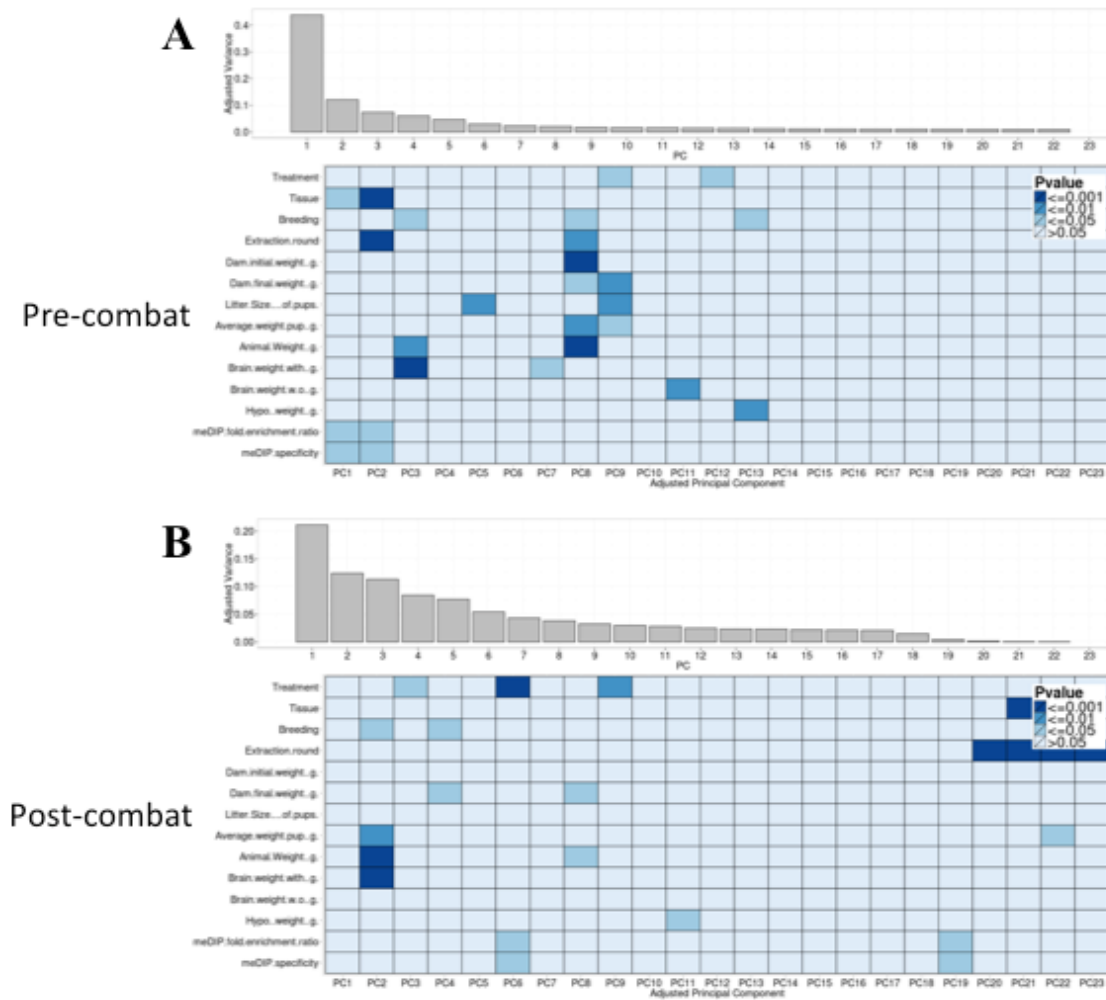 A
Adjusted Variance
0.4
0.3
0.2
0.1
0.0
1 2 3 4 5 6 7 8 9 10 11 12 13 14 15 16 17 18 19 20 21 22 23
PC
Pre-combat
Treatment
Tissue
Breeding
Extraction.round
Dam.initial.weight..g.
Dam.final.weight..g.
Litter.Size....of.pups.
Average.weight.pup..g.
Animal.Weight..g.
Brain.weight.with..g.
Brain.weight.w.o..g.
Hypo..weight..g.
meDIP.fold.enrichment.ratio
meDIP.specificity
Pvalue
<=0.001
<=0.01
<=0.05
>0.05
PC1 PC2 PC3 PC4 PC5 PC6 PC7 PC8 PC9 PC10 PC11 PC12 PC13 PC14 PC15 PC16 PC17 PC18 PC19 PC20 PC21 PC22 PC23
Adjusted Principal Component
B
Adjusted Variance
0.20
0.15
0.10
0.05
0.00
1 2 3 4 5 6 7 8 9 10 11 12 13 14 15 16 17 18 19 20 21 22 23
PC
Post-combat
Treatment
Tissue
Breeding
Extraction.round
Dam.initial.weight..g.
Dam.final.weight..g.
Litter.Size....of.pups.
Average.weight.pup..g.
Animal.Weight..g.
Brain.weight.with..g.
Brain.weight.w.o..g.
Hypo..weight..g.
meDIP.fold.enrichment.ratio
meDIP.specificity
Pvalue
<=0.001
<=0.01
<=0.05
>0.05
PC1 PC2 PC3 PC4 PC5 PC6 PC7 PC8 PC9 PC10 PC11 PC12 PC13 PC14 PC15 PC16 PC17 PC18 PC19 PC20 PC21 PC22 PC23
Adjusted Principal Component